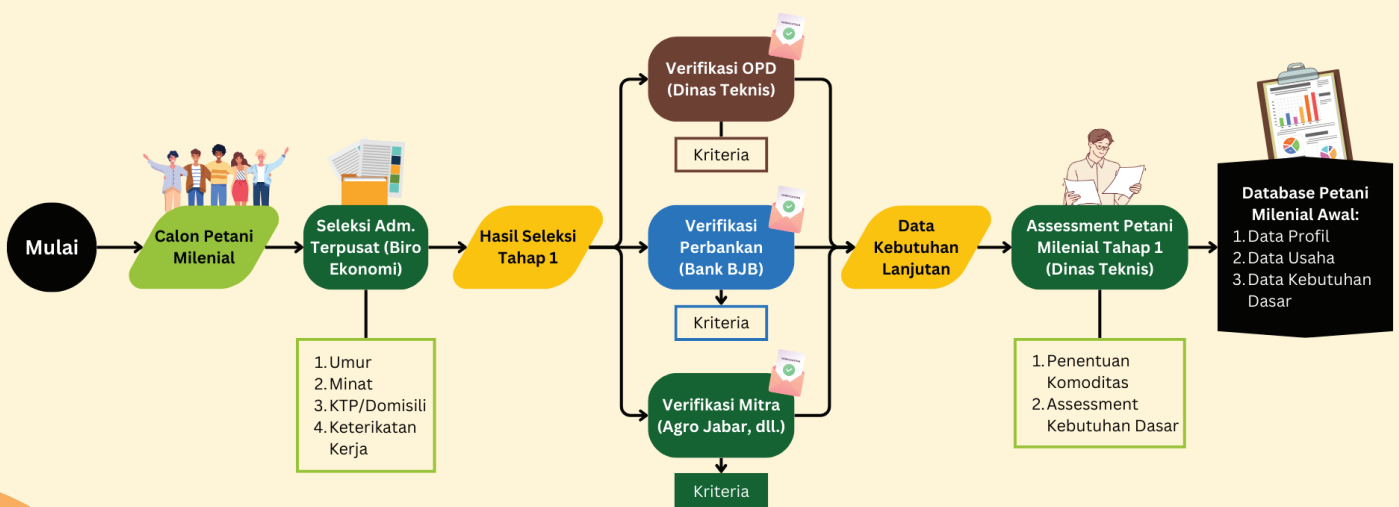 Mulai
Calon Petani
Milenial
Seleksi Adm.
Terpusat (Biro
Ekonomi)
1. Umur
2. Minat
3. KTP/Domisili
4. Keterikatan
Kerja
Hasil Seleksi
Tahap 1
Verifikasi OPD
(Dinas Teknis)
Kriteria
Verifikasi
Perbankan
(Bank BJB)
Kriteria
Verifikasi Mitra
(Agro Jabar, dll.)
Kriteria
Data
Kebutuhan
Lanjutan
Assessment Petani
Milenial Tahap 1
(Dinas Teknis)
1. Penentuan
Komoditas
2. Assessment
Kebutuhan Dasar
Database Petani
Milenial Awal:
1. Data Profil
2. Data Usaha
3. Data Kebutuhan
Dasar